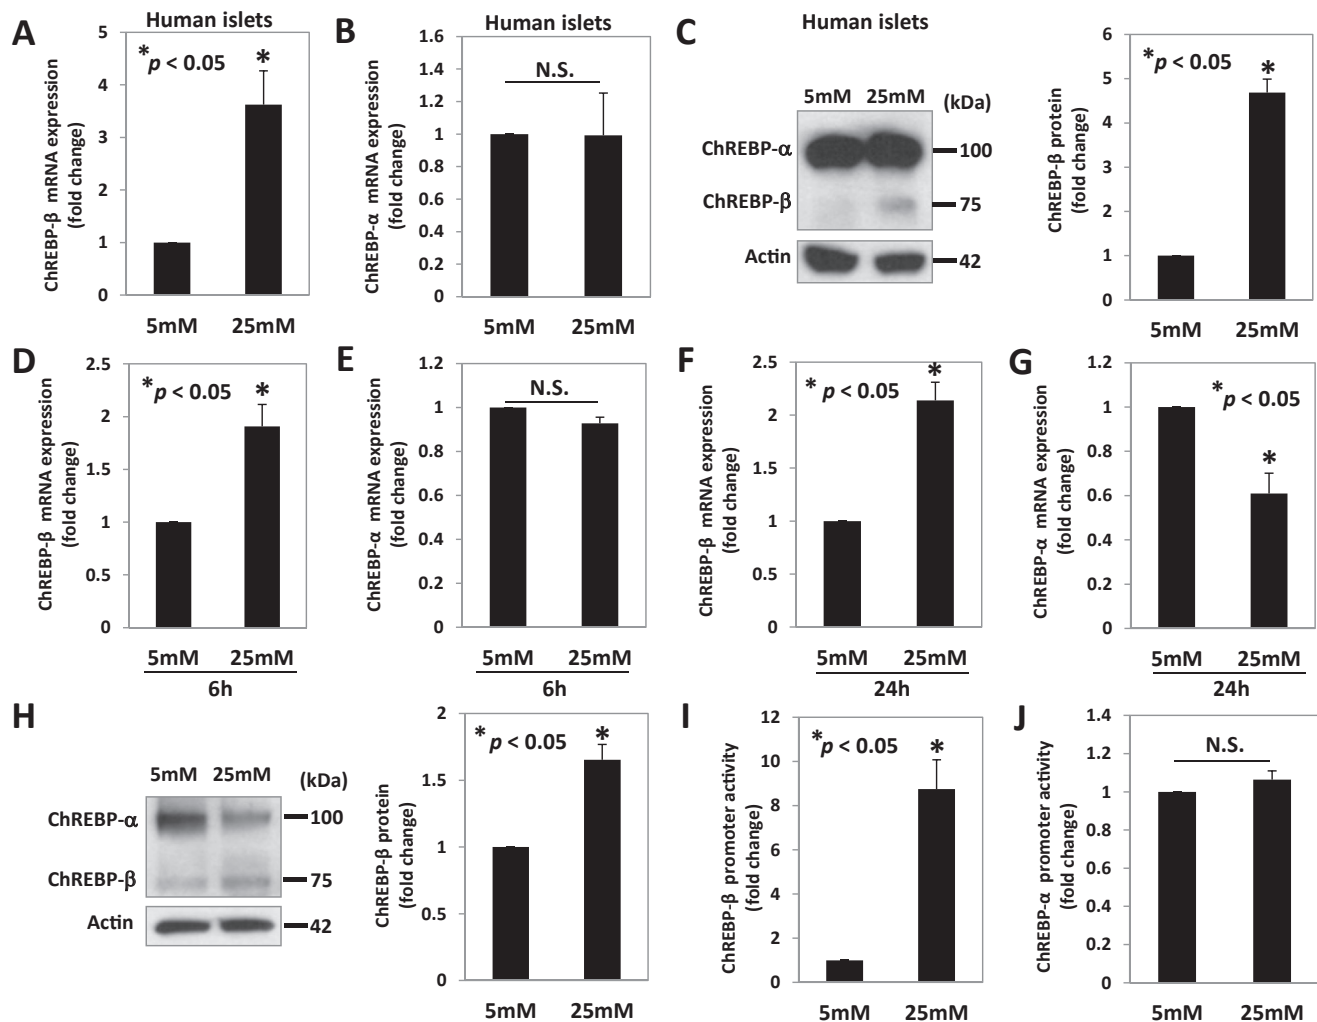 A
Human islets
ChREBP-β mRNA expression
(fold change)
5
4
3
2
1
0
*p < 0.05
*
5mM 25mM
B
Human islets
ChREBP-α mRNA expression
(fold change)
1.6
1.4
1.2
1
0.8
0.6
0.4
0.2
0
N.S.
5mM 25mM
C
Human islets
5mM 25mM (kDa)
ChREBP-α 100
ChREBP-β 75
Actin 42
ChREBP-β protein
(fold change)
6
5
4
3
2
1
0
*p < 0.05
*
5mM 25mM
D
ChREBP-β mRNA expression
(fold change)
2.5
2
1.5
1
0.5
0
*p < 0.05
*
5mM 25mM
6h
E
ChREBP-α mRNA expression
(fold change)
1.2
1
0.8
0.6
0.4
0.2
0
N.S.
5mM 25mM
6h
F
ChREBP-β mRNA expression
(fold change)
2.5
2
1.5
1
0.5
0
*p < 0.05
*
5mM 25mM
24h
G
ChREBP-α mRNA expression
(fold change)
1.2
1
0.8
0.6
0.4
0.2
0
*p < 0.05
*
5mM 25mM
24h
H
5mM 25mM (kDa)
ChREBP-α 100
ChREBP-β 75
Actin 42
ChREBP-β protein
(fold change)
2
1.5
1
0.5
0
*p < 0.05
*
5mM 25mM
I
ChREBP-β promoter activity
(fold change)
12
10
8
6
4
2
0
*p < 0.05
*
5mM 25mM
J
ChREBP-α promoter activity
(fold change)
1.4
1.2
1
0.8
0.6
0.4
0.2
0
N.S.
5mM 25mM